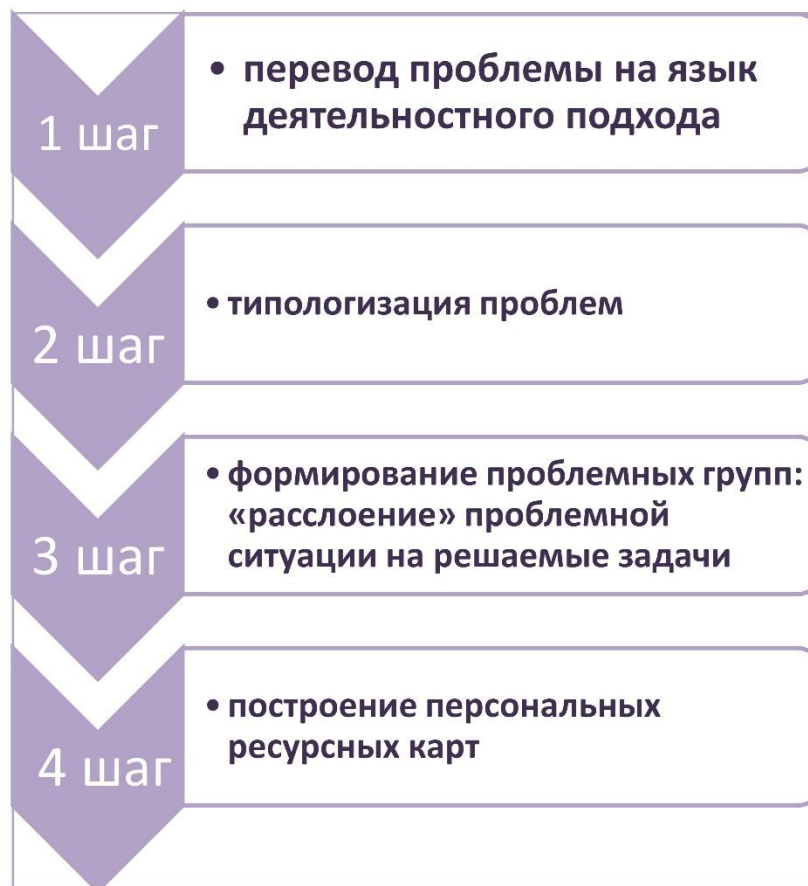 1 шаг
• перевод проблемы на язык
деятельностного подхода
2 шаг
• типологизация проблем
3 шаг
• формирование проблемных групп:
«расслоение» проблемной
ситуации на решаемые задачи
4 шаг
• построение персональных
ресурсных карт